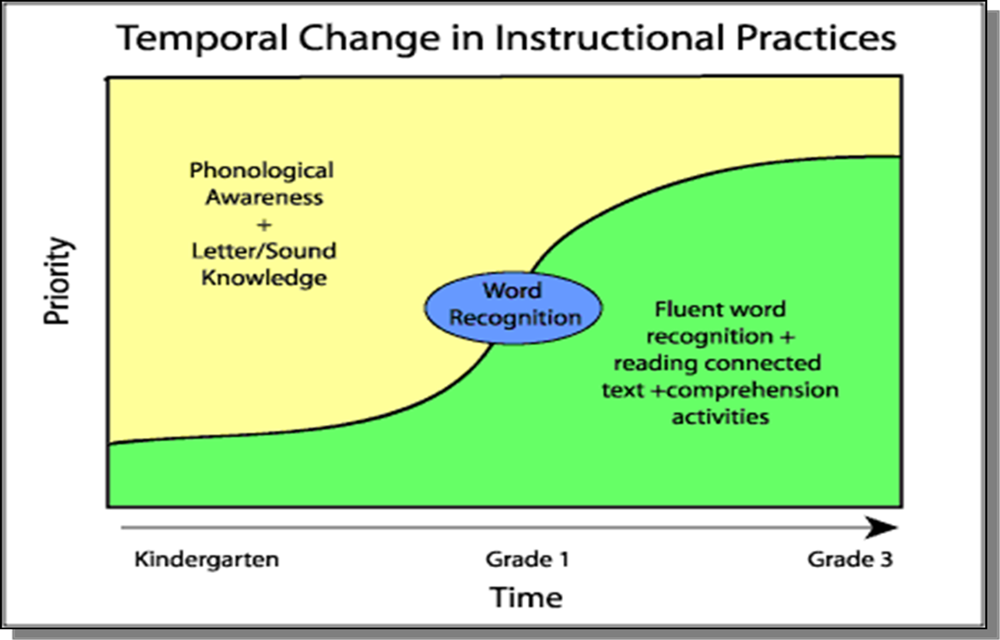 Temporal Change in Instructional Practices
Priority
Phonological
Awareness
+
Letter/Sound
Knowledge
Word
Recognition
Fluent word
recognition +
reading connected
text +comprehension
activities
Kindergarten
Grade 1
Grade 3
Time